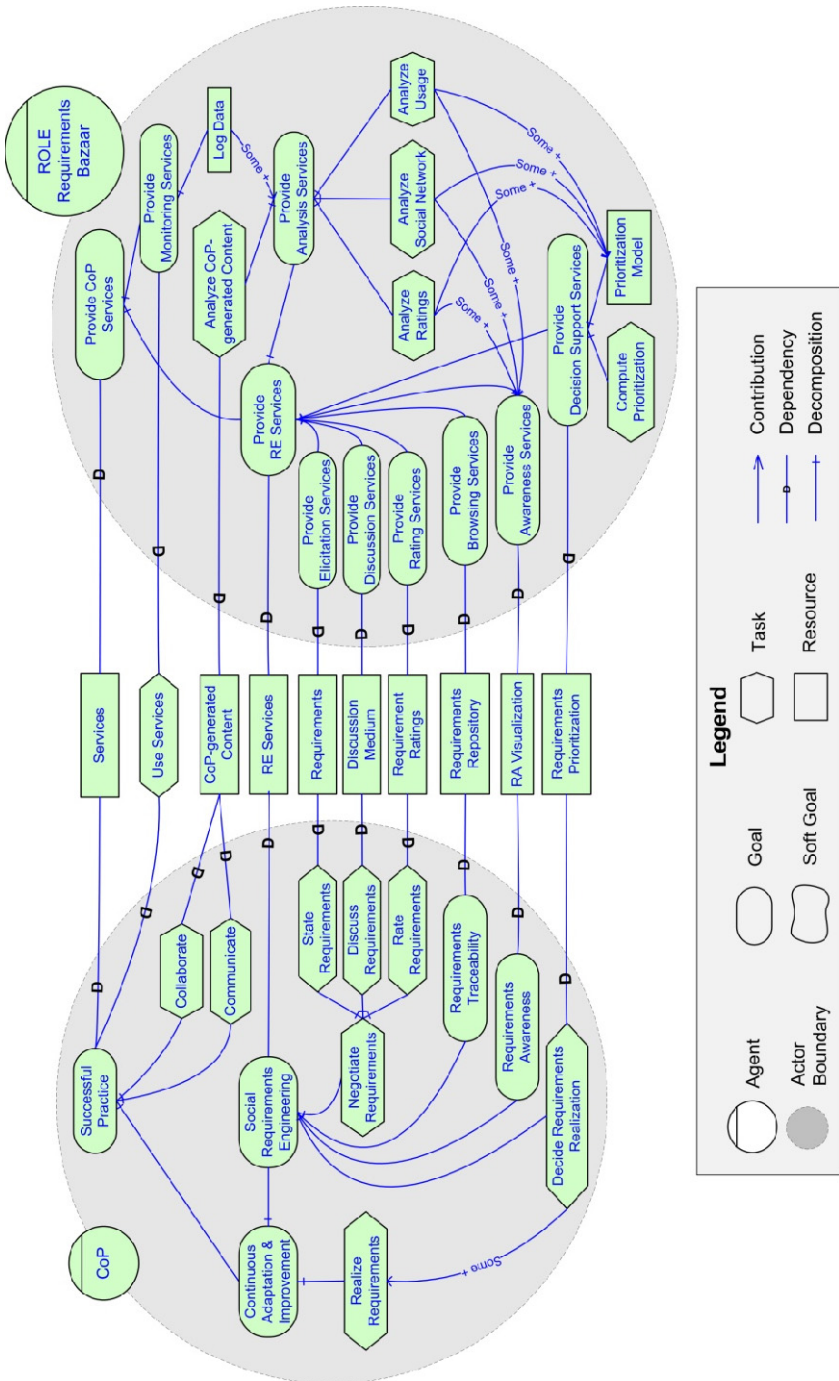 CoP
Successful
Practice
Collaborate
Communicate
Continuous
Adaptation &
Improvement
Social
Requirements
Engineering
Realize
Requirements
Negotiate
Requirements
State
Requirements
Discuss
Requirements
Rate
Requirements
Requirements
Traceability
Requirements
Awareness
Decide Requirements
Realization
Some +
D
D
D
D
D
D
D
D
D
D
D
Services
Use Services
CoP-generated
Content
RE Services
Requirements
Discussion
Medium
Requirement
Ratings
Requirements
Repository
RA Visualization
Requirements
Prioritization
D
D
D
D
D
D
D
D
D
D
ROLE
Requirements
Bazaar
Provide CoP
Services
Provide
Monitoring Services
Log Data
Some +
Analyze CoP-
generated Content
Provide
RE Services
Provide
Analysis Services
Provide
Elicitation Services
Provide
Discussion Services
Provide
Rating Services
Analyze
Ratings
Analyze
Social Network
Analyze
Usage
Provide
Browsing Services
Some +
Some +
Some +
Some +
Some +
Provide
Awareness Services
Provide
Decision Support Services
Compute
Prioritization
Prioritization
Model
Legend
Agent
Goal
Task
Contribution
D
Dependency
Actor
Boundary
Soft Goal
Resource
Decomposition